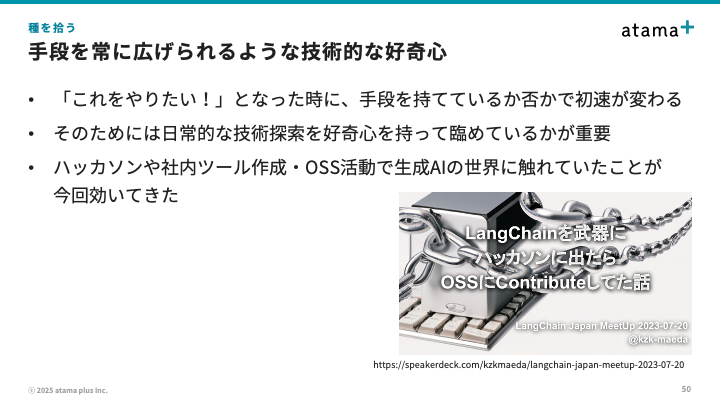 種を拾う
手段を常に広げられるような技術的な好奇心
atama+
• 「これをやりたい！」となった時に、手段を持てているか否かで初速が変わる
• そのためには日常的な技術探索を好奇心を持って臨めているかが重要
• ハッカソンや社内ツール作成・OSS活動で生成AIの世界に触れていたことが
今回効いてきた
LangChainを武器に
ハッカソンに出たら
OSSにContributeしてた話
LangChain Japan MeetUp 2023-07-20
@kzk-maeda
https://speakerdeck.com/kzkmaeda/langchain-japan-meetup-2023-07-20
ⓒ 2025 atama plus Inc.
50